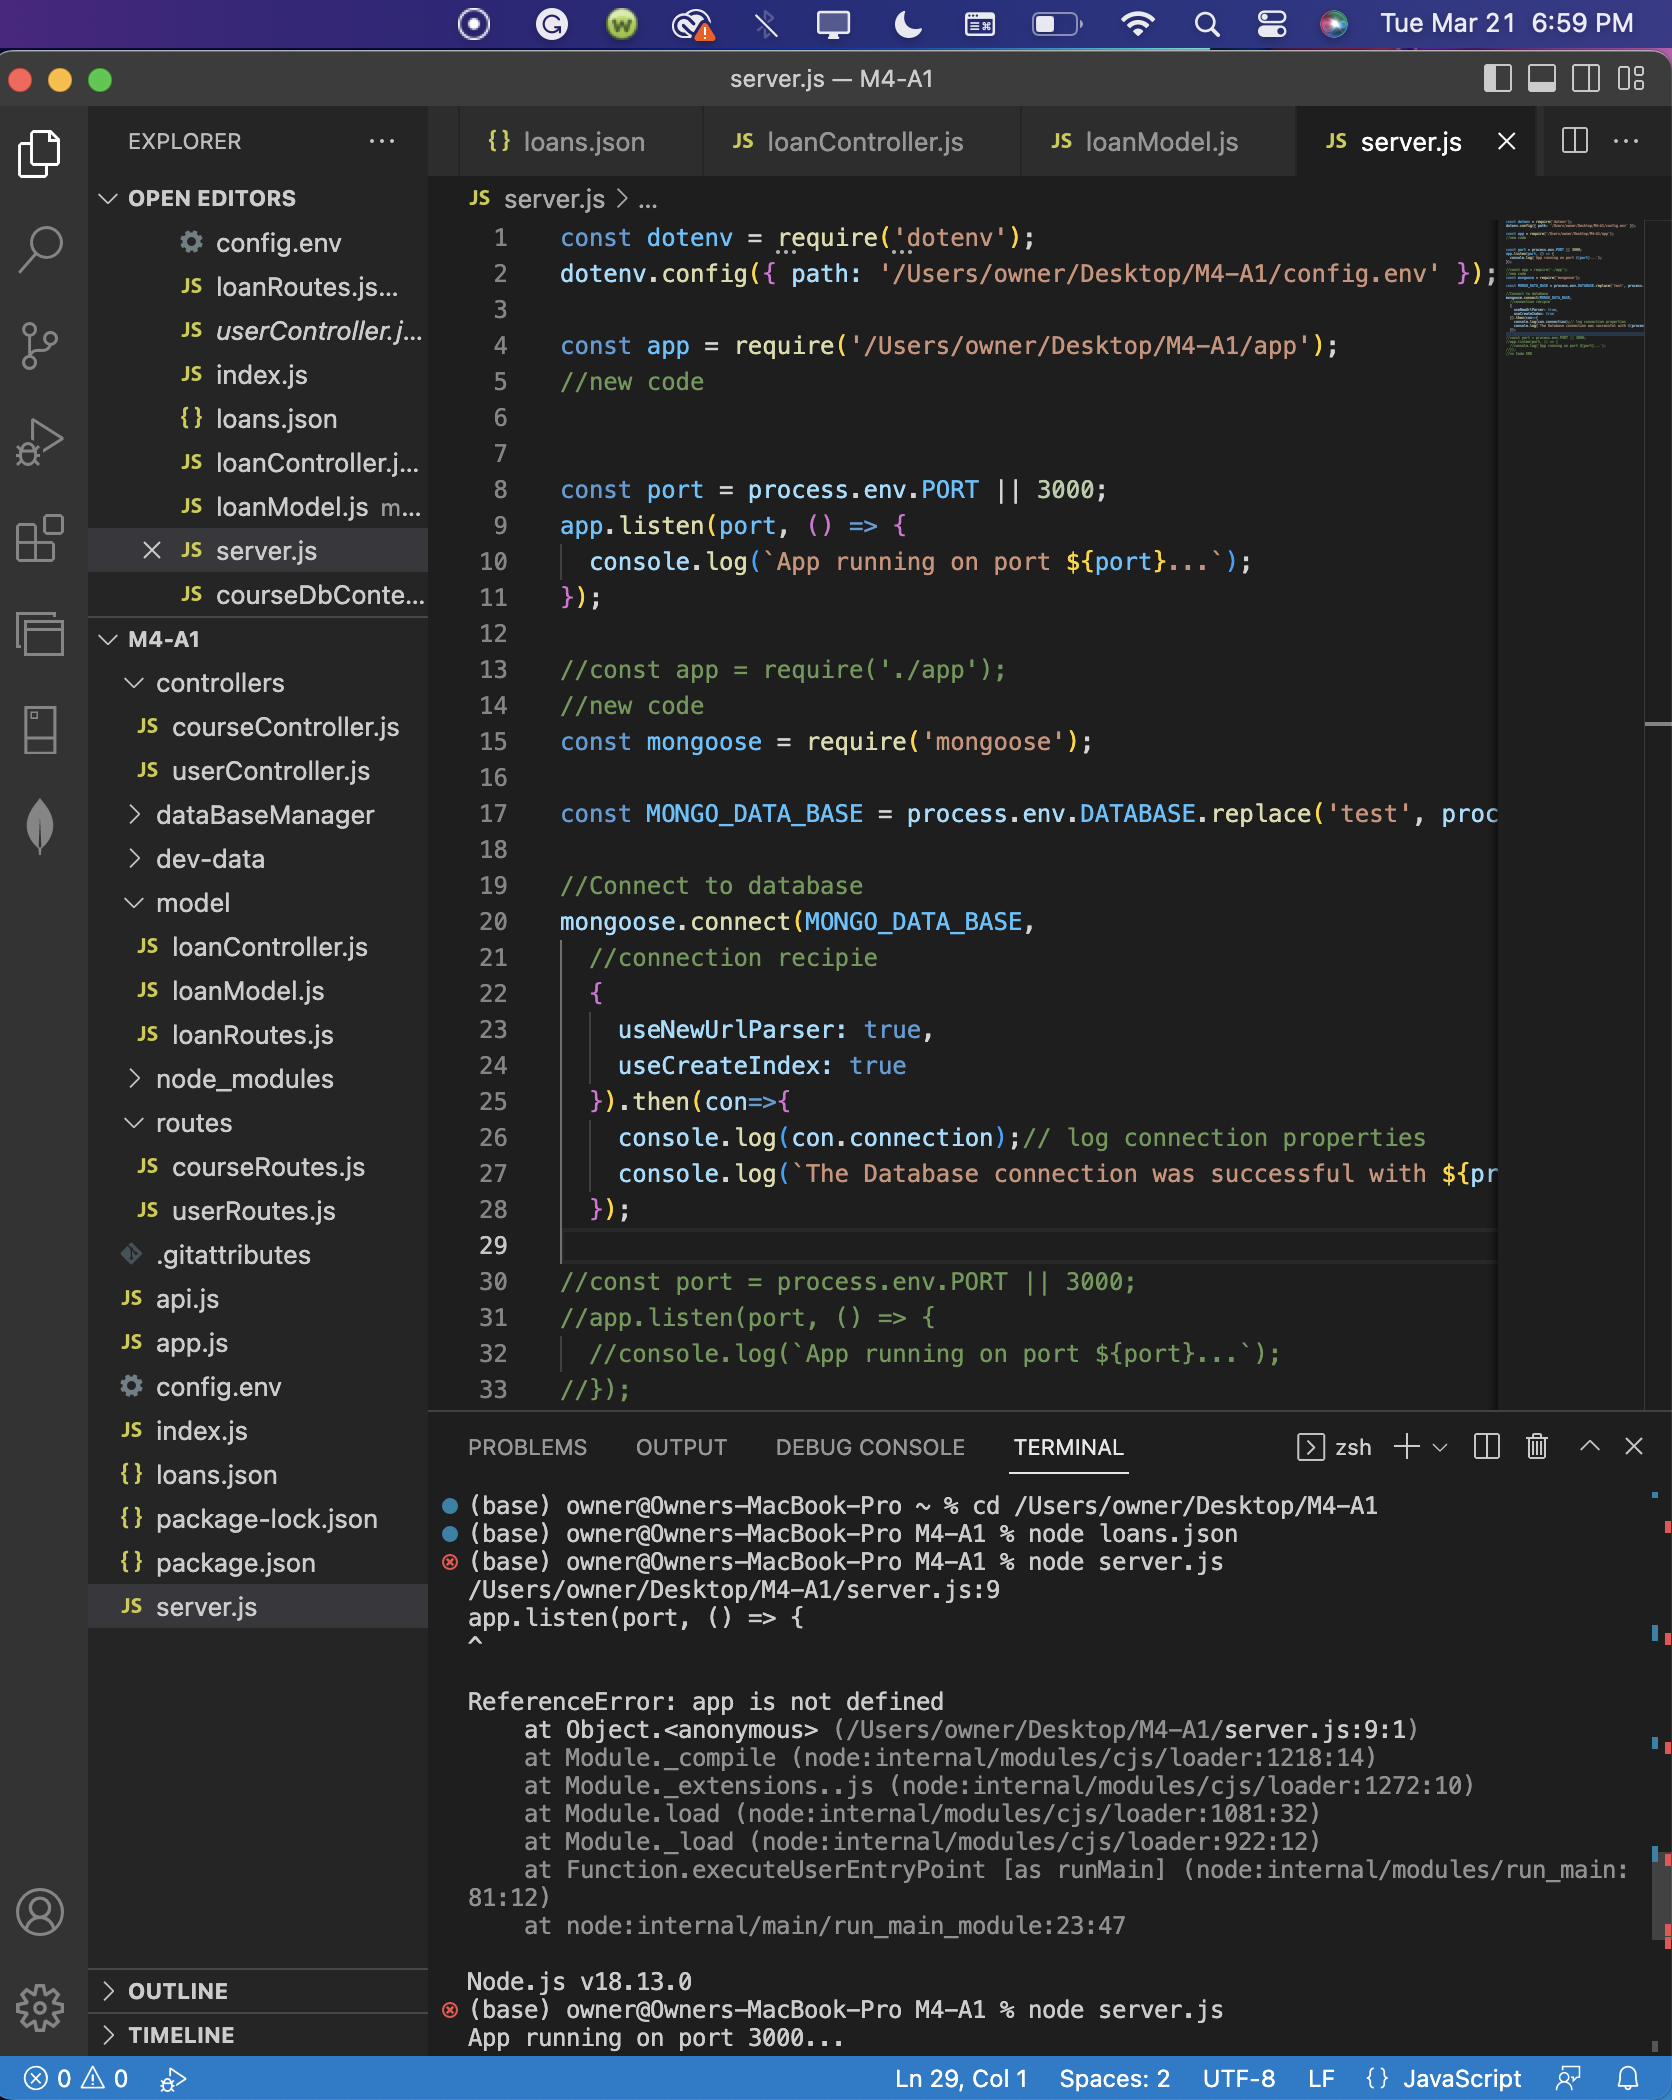 Tue Mar 21 6:59 PM
server.js — M4-A1
EXPLORER
OPEN EDITORS
config.env
JS loanRoutes.js...
JS userController.j...
JS index.js
{} loans.json
JS loanController.j...
JS loanModel.js m...
JS server.js
JS courseDbConte...
M4-A1
controllers
JS courseController.js
JS userController.js
dataBaseManager
dev-data
model
JS loanController.js
JS loanModel.js
JS loanRoutes.js
node_modules
routes
JS courseRoutes.js
JS userRoutes.js
.gitattributes
JS api.js
JS app.js
config.env
JS index.js
{} loans.json
{} package-lock.json
{} package.json
JS server.js
OUTLINE
TIMELINE
{} loans.json JS loanController.js JS loanModel.js JS server.js
JS server.js > ...
1 const dotenv = require('dotenv');
2 dotenv.config({ path: '/Users/owner/Desktop/M4-A1/config.env' });
3
4 const app = require('/Users/owner/Desktop/M4-A1/app');
5 //new code
6
7
8 const port = process.env.PORT || 3000;
9 app.listen(port, () => {
10 console.log(`App running on port ${port}...`);
11 });
12
13 //const app = require('./app');
14 //new code
15 const mongoose = require('mongoose');
16
17 const MONGO_DATA_BASE = process.env.DATABASE.replace('test', proc
18
19 //Connect to database
20 mongoose.connect(MONGO_DATA_BASE,
21 //connection recipie
22 {
23 useNewUrlParser: true,
24 useCreateIndex: true
25 }).then(con=>{
26 console.log(con.connection);// log connection properties
27 console.log(`The Database connection was successful with ${pr
28 });
29
30 //const port = process.env.PORT || 3000;
31 //app.listen(port, () => {
32 //console.log(`App running on port ${port}...`);
33 //});
PROBLEMS OUTPUT DEBUG CONSOLE TERMINAL zsh
(base) owner@Owners-MacBook-Pro ~ % cd /Users/owner/Desktop/M4-A1
(base) owner@Owners-MacBook-Pro M4-A1 % node loans.json
(base) owner@Owners-MacBook-Pro M4-A1 % node server.js
/Users/owner/Desktop/M4-A1/server.js:9
app.listen(port, () => {
^
ReferenceError: app is not defined
at Object.<anonymous> (/Users/owner/Desktop/M4-A1/server.js:9:1)
at Module._compile (node:internal/modules/cjs/loader:1218:14)
at Module._extensions..js (node:internal/modules/cjs/loader:1272:10)
at Module.load (node:internal/modules/cjs/loader:1081:32)
at Module._load (node:internal/modules/cjs/loader:922:12)
at Function.executeUserEntryPoint [as runMain] (node:internal/modules/run_main:
81:12)
at node:internal/main/run_main_module:23:47
Node.js v18.13.0
(base) owner@Owners-MacBook-Pro M4-A1 % node server.js
App running on port 3000...
0 0 Ln 29, Col 1 Spaces: 2 UTF-8 LF {} JavaScript